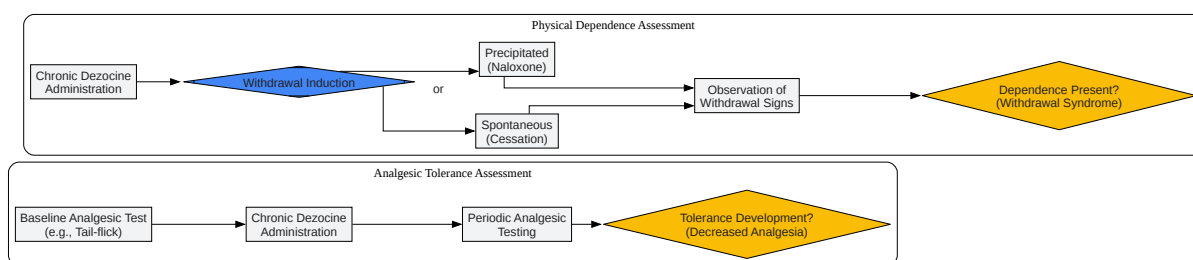 Physical Dependence Assessment
Chronic Dezocine
Administration
Withdrawal Induction
or
Precipitated
(Naloxone)
Spontaneous
(Cessation)
Observation of
Withdrawal Signs
Dependence Present?
(Withdrawal Syndrome)
Analgesic Tolerance Assessment
Baseline Analgesic Test
(e.g., Tail-flick)
Chronic Dezocine
Administration
Periodic Analgesic
Testing
Tolerance Development?
(Decreased Analgesia)